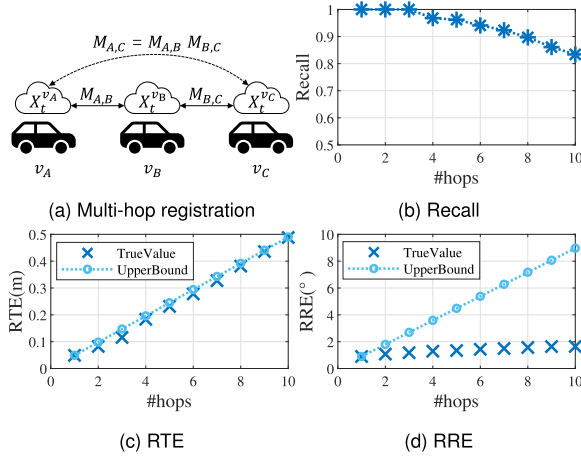 M_{A,C} = M_{A,B} M_{B,C}
X_t^{v_A} M_{A,B} X_t^{v_B} M_{B,C} X_t^{v_C}
v_A v_B v_C
(a) Multi-hop registration
1
0.9
0.8
0.7
0.6
0.5
Recall
0 2 4 6 8 10
#hops
(b) Recall
0.5
0.4
0.3
0.2
0.1
0
RTE(m)
TrueValue
UpperBound
0 2 4 6 8 10
#hops
(c) RTE
10
8
6
4
2
0
RRE(°)
TrueValue
UpperBound
0 2 4 6 8 10
#hops
(d) RRE